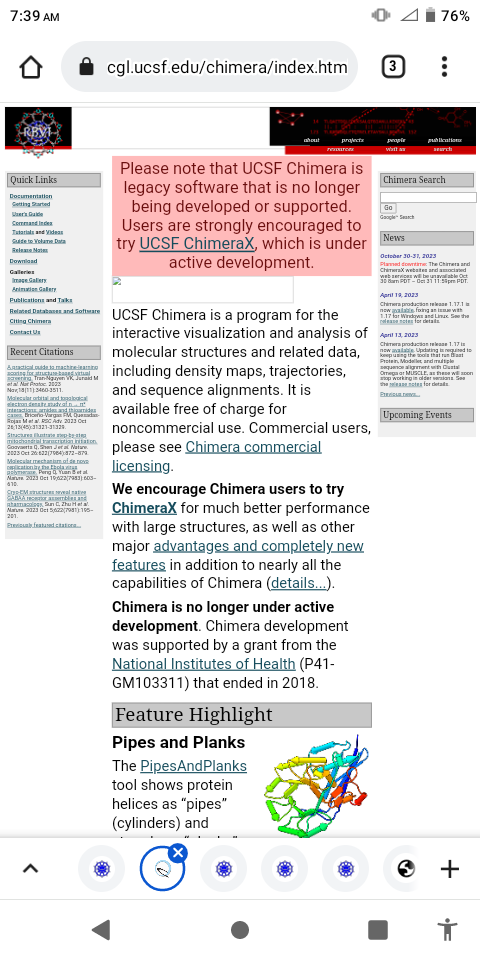 7:39 AM
76%
cgl.ucsf.edu/chimera/index.htm
3
RBVI
about projects people publications
resources visit us search
Quick Links
Documentation
Getting Started
User's Guide
Command Index
Tutorials and Videos
Guide to Volume Data
Release Notes
Download
Galleries
Image Gallery
Animation Gallery
Publications and Talks
Related Databases and Software
Citing Chimera
Contact Us
Recent Citations
A practical guide to machine-learning
scoring for structure-based virtual
screening. Tran-Nguyen VK, Junaid M
et al. Nat Protoc. 2023
Nov;18(11):3460-3511.
Molecular orbital and topological
electron density study of n → π*
interactions: amides and thioamides
cases. Briceño-Vargas FM, Quesadas-
Rojas M et al. RSC Adv. 2023 Oct
26;13(45):31321-31329.
Structures illustrate step-by-step
mitochondrial transcription initiation.
Goovaerts Q, Shen J et al. Nature.
2023 Oct 26;622(7984):872–879.
Molecular mechanism of de novo
replication by the Ebola virus
polymerase. Peng Q, Yuan B et al.
Nature. 2023 Oct 19;622(7983):603–
610.
Cryo-EM structures reveal native
GABAA receptor assemblies and
pharmacology. Sun C, Zhu H et al.
Nature. 2023 Oct 5;622(7981):195–
201.
Previously featured citations...
Please note that UCSF Chimera is
legacy software that is no longer
being developed or supported.
Users are strongly encouraged to
try UCSF ChimeraX, which is under
active development.
UCSF Chimera is a program for the
interactive visualization and analysis of
molecular structures and related data,
including density maps, trajectories,
and sequence alignments. It is
available free of charge for
noncommercial use. Commercial users,
please see Chimera commercial
licensing.
We encourage Chimera users to try
ChimeraX for much better performance
with large structures, as well as other
major advantages and completely new
features in addition to nearly all the
capabilities of Chimera (details...).
Chimera is no longer under active
development. Chimera development
was supported by a grant from the
National Institutes of Health (P41-
GM103311) that ended in 2018.
Feature Highlight
Pipes and Planks
The PipesAndPlanks
tool shows protein
helices as “pipes”
(cylinders) and
Chimera Search
Go
Google™ Search
News
October 30-31, 2023
Planned downtime: The Chimera and
ChimeraX websites and associated
web services will be unavailable Oct
30 8am PDT – Oct 31 11:59pm PDT.
April 19, 2023
Chimera production release 1.17.1 is
now available, fixing an issue with
1.17 for Windows and Linux. See the
release notes for details.
April 13, 2023
Chimera production release 1.17 is
now available. Updating is required to
keep using the tools that run Blast
Protein, Modeller, and multiple
sequence alignment with Clustal
Omega or MUSCLE, as these will soon
stop working in older versions. See
the release notes for details.
Previous news...
Upcoming Events